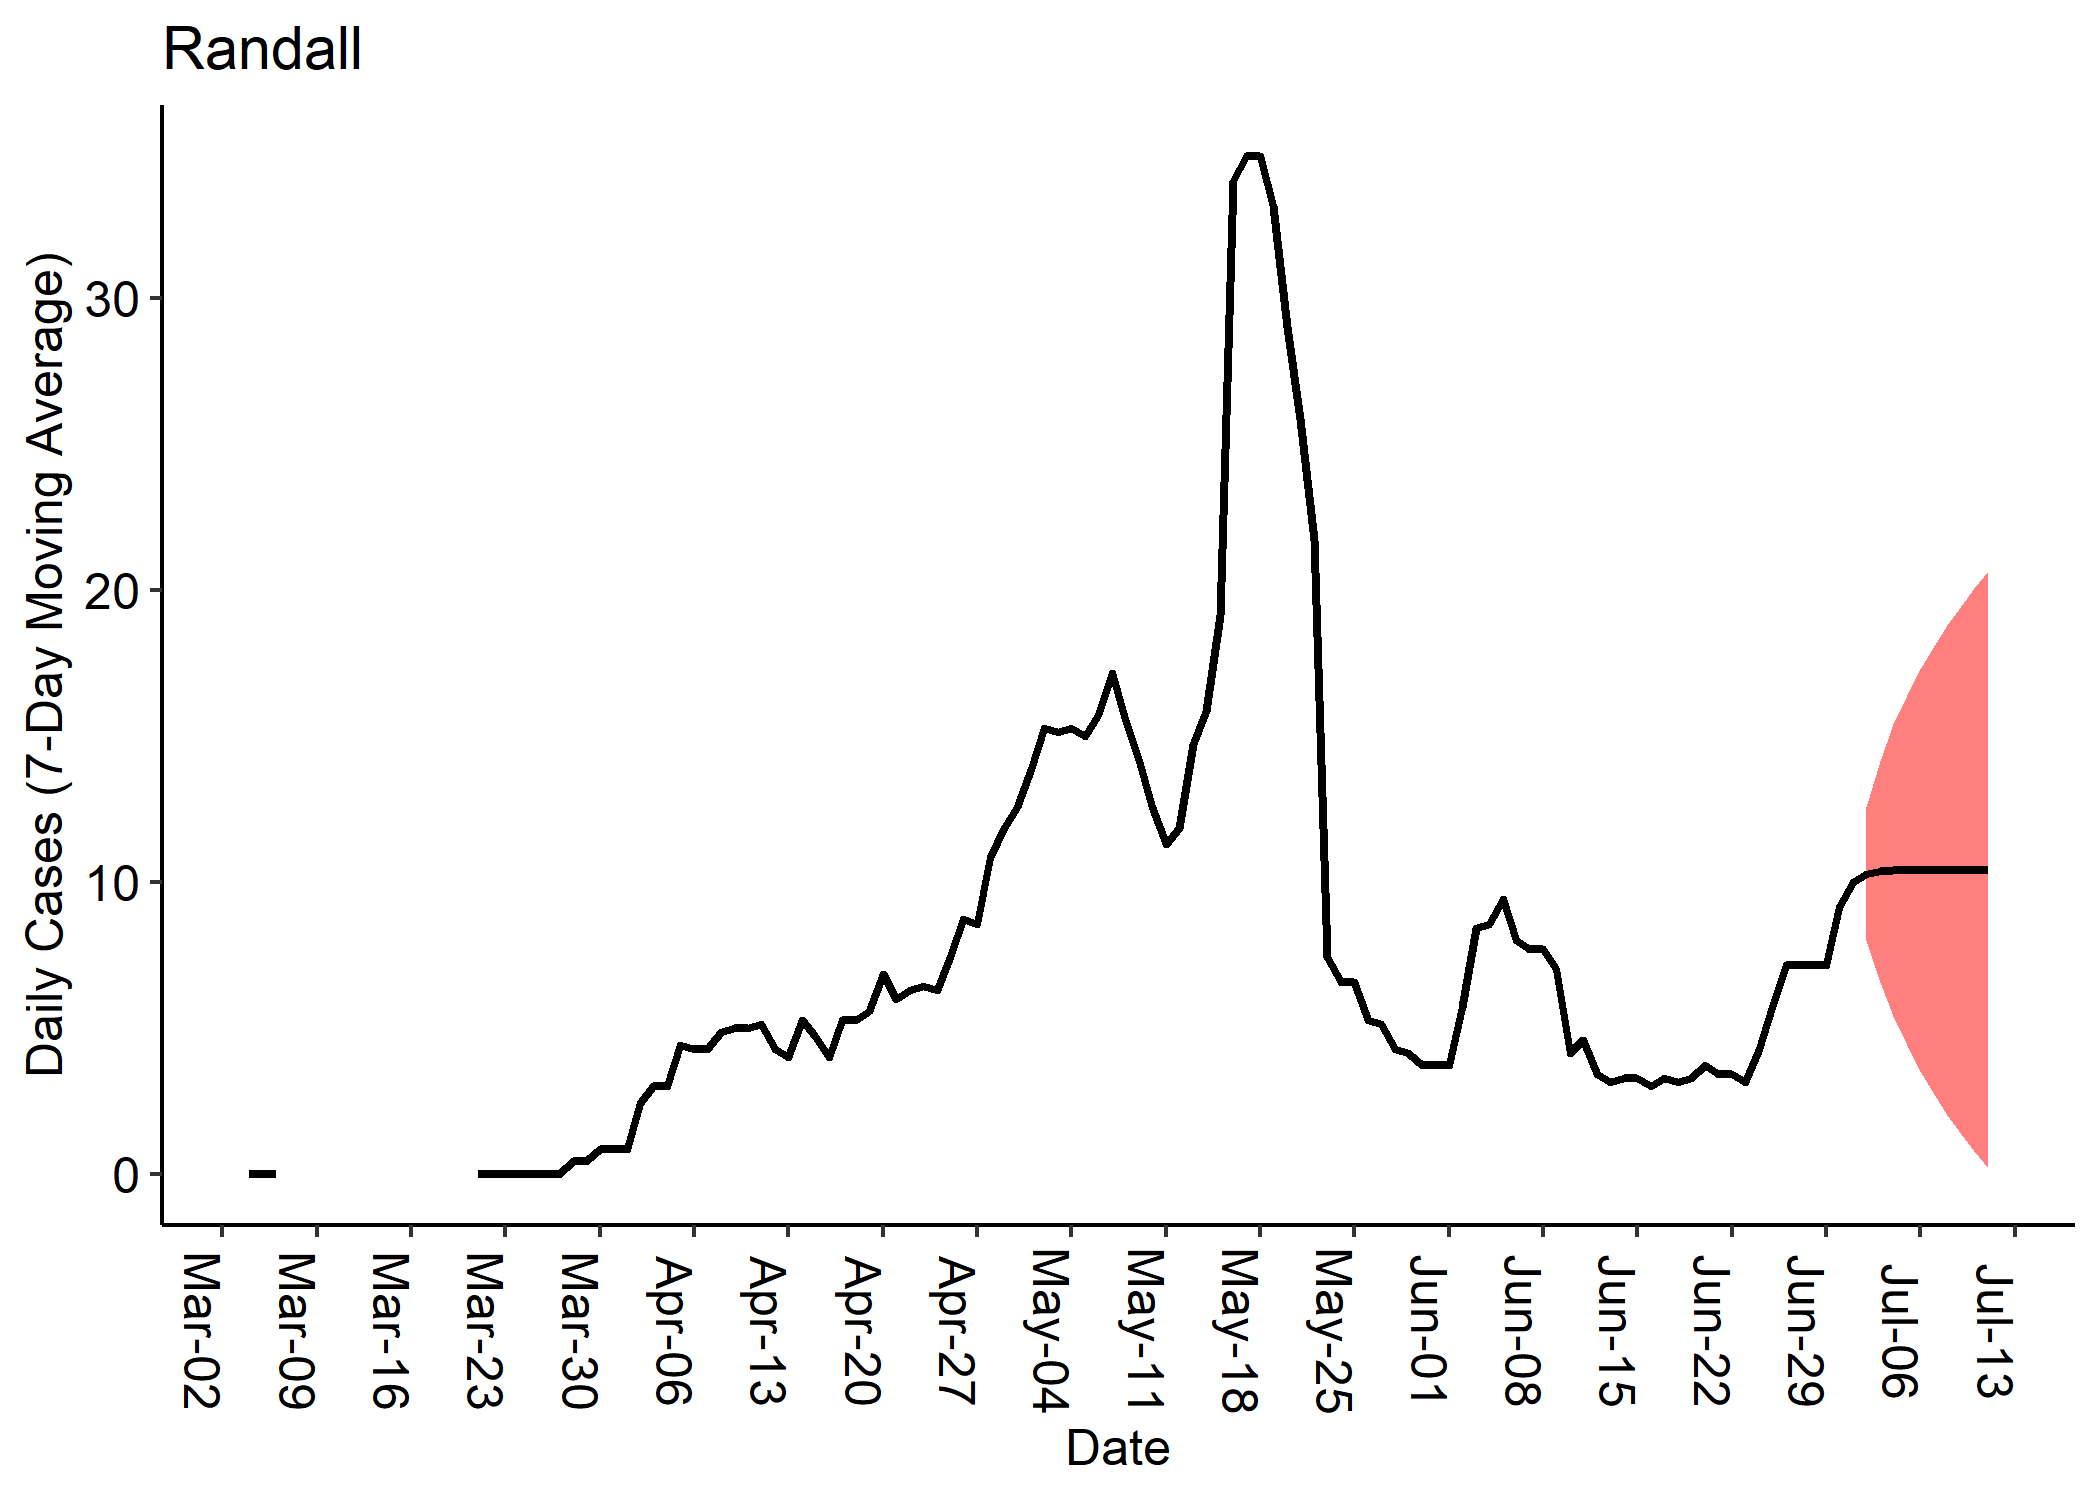 Randall
Daily Cases (7-Day Moving Average)
30
20
10
0
Mar-02
Mar-09
Mar-16
Mar-23
Mar-30
Apr-06
Apr-13
Apr-20
Apr-27
May-04
May-11
May-18
May-25
Jun-01
Jun-08
Jun-15
Jun-22
Jun-29
Jul-06
Jul-13
Date